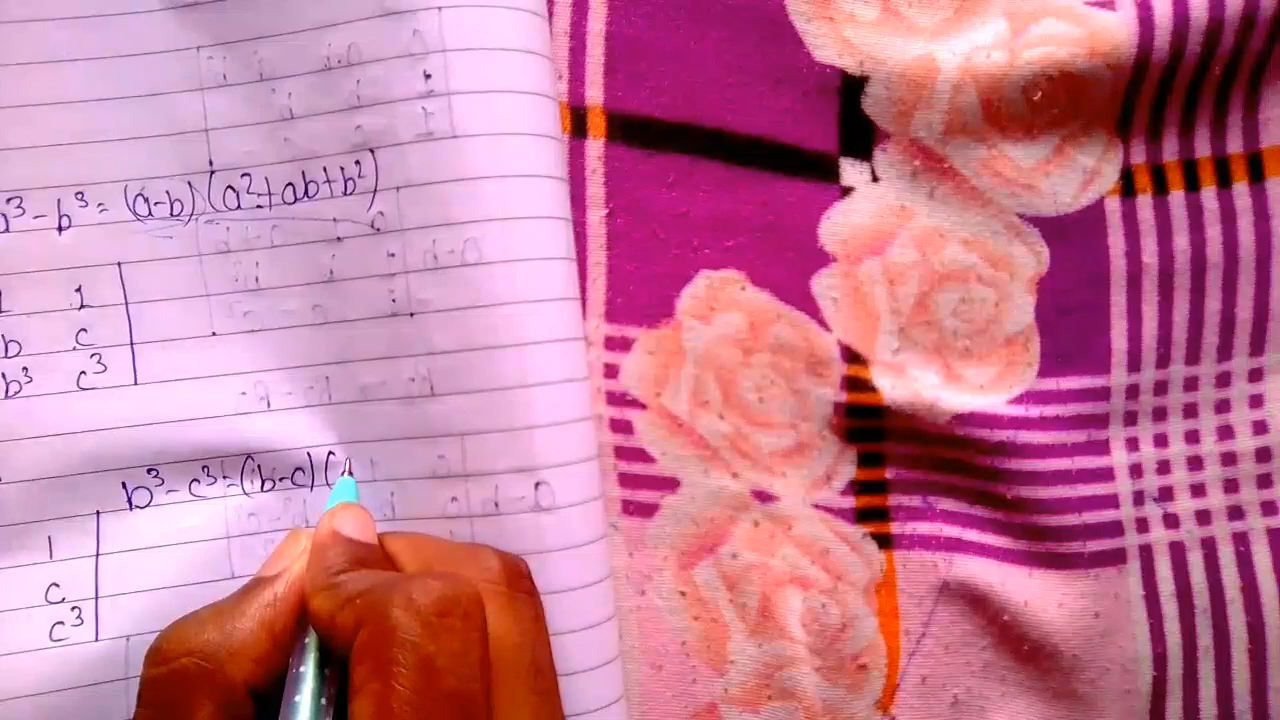 a³-b³=(a-b)(a²+ab+b²)
1 1
b c
b³ c³
b³-c³=(b-c)(
1
c
c³